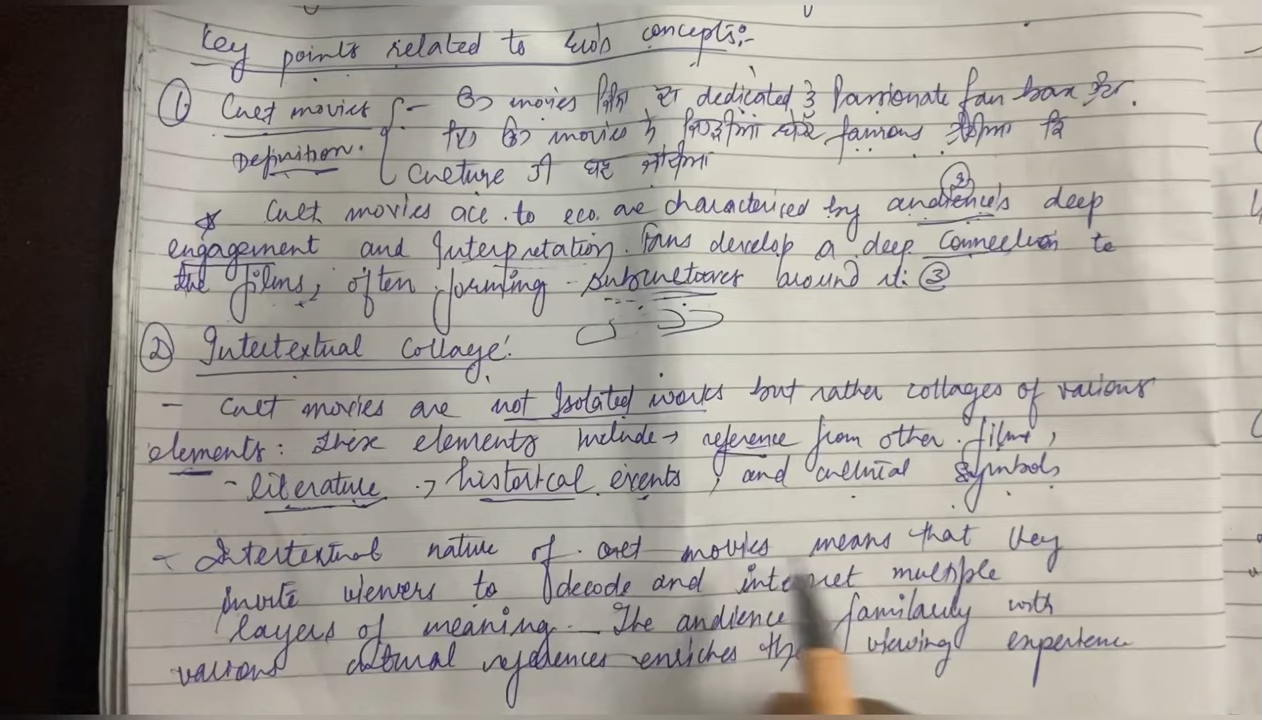 Key points related to Eco's concepts:-
① Cult movies { - वो movies जिनका एक dedicated & Passionate fan base हो.
Definition. या वो movies जो famous होना कि
culture भी बन जाना
* Cult movies acc. to eco. are characterised by audience's ② deep
engagement and Interpretation. Fans develop a deep connection to
the films, often forming - subcultures around it. ③
② Intertextual Collage:
- Cult movies are not Isolated works but rather collages of various
elements: These elements include → reference from other films,
- literature, → historical events, and cultural symbols
- Intertextual nature of cult movies means that they
invite viewers to decode and interpret multiple
layers of meaning. The audience familarity with
various cultural references enriches the viewing experience